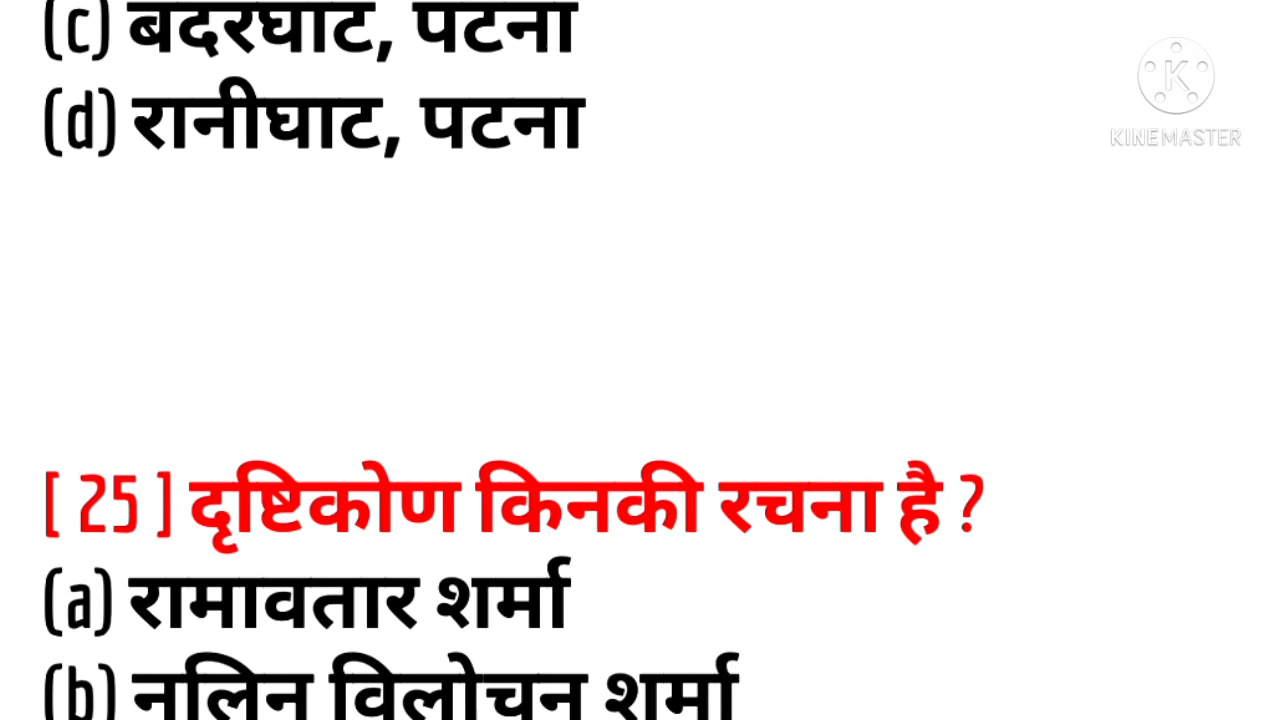 (c) बदरघाट, पटना
(d) रानीघाट, पटना
KINEMASTER
[ 25 ] दृष्टिकोण किनकी रचना है ?
(a) रामावतार शर्मा
(b) नलिन विलोचन शर्मा